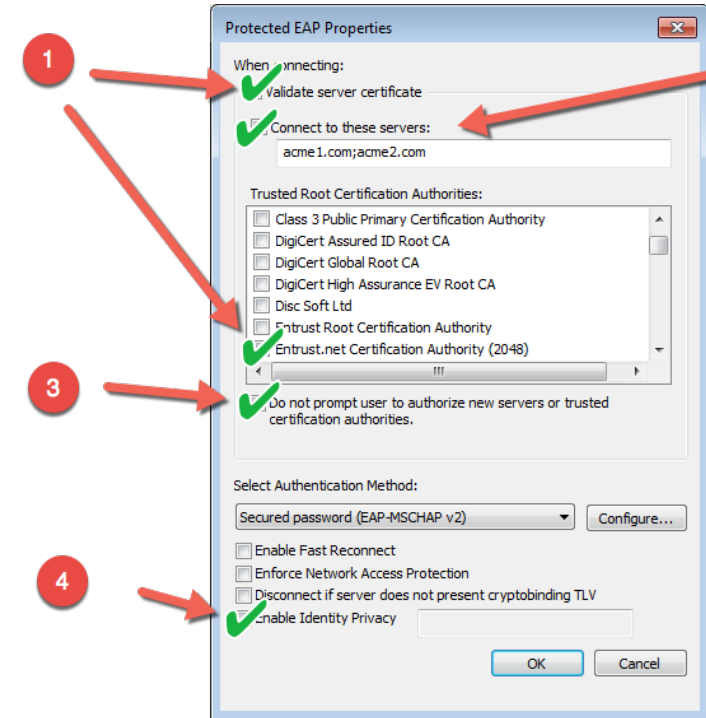 Protected EAP Properties
1
When connecting:
Validate server certificate
Connect to these servers:
acme1.com;acme2.com
Trusted Root Certification Authorities:
Class 3 Public Primary Certification Authority
DigiCert Assured ID Root CA
DigiCert Global Root CA
DigiCert High Assurance EV Root CA
Disc Soft Ltd
Entrust Root Certification Authority
Entrust.net Certification Authority (2048)
3
Do not prompt user to authorize new servers or trusted
certification authorities.
Select Authentication Method:
Secured password (EAP-MSCHAP v2)
Configure...
Enable Fast Reconnect
Enforce Network Access Protection
4
Disconnect if server does not present cryptobinding TLV
Enable Identity Privacy
OK
Cancel